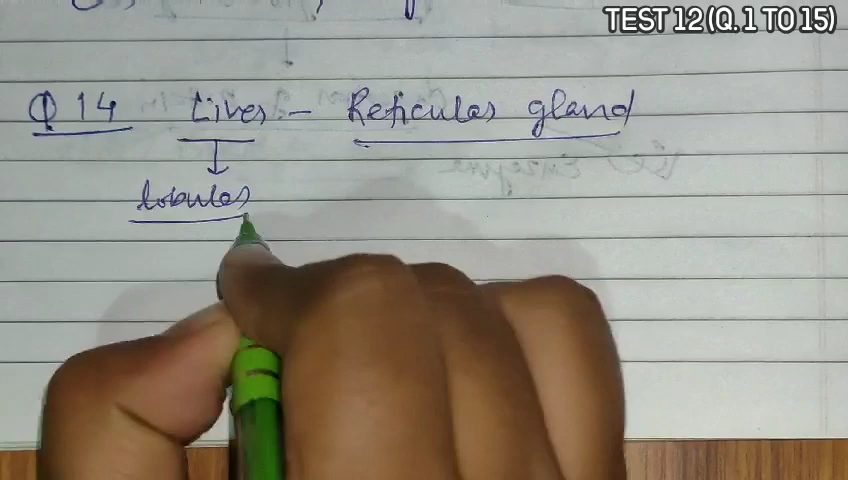 TEST 12 (Q. 1 TO 15)
Q 14 Liver - Reticular gland
lobules